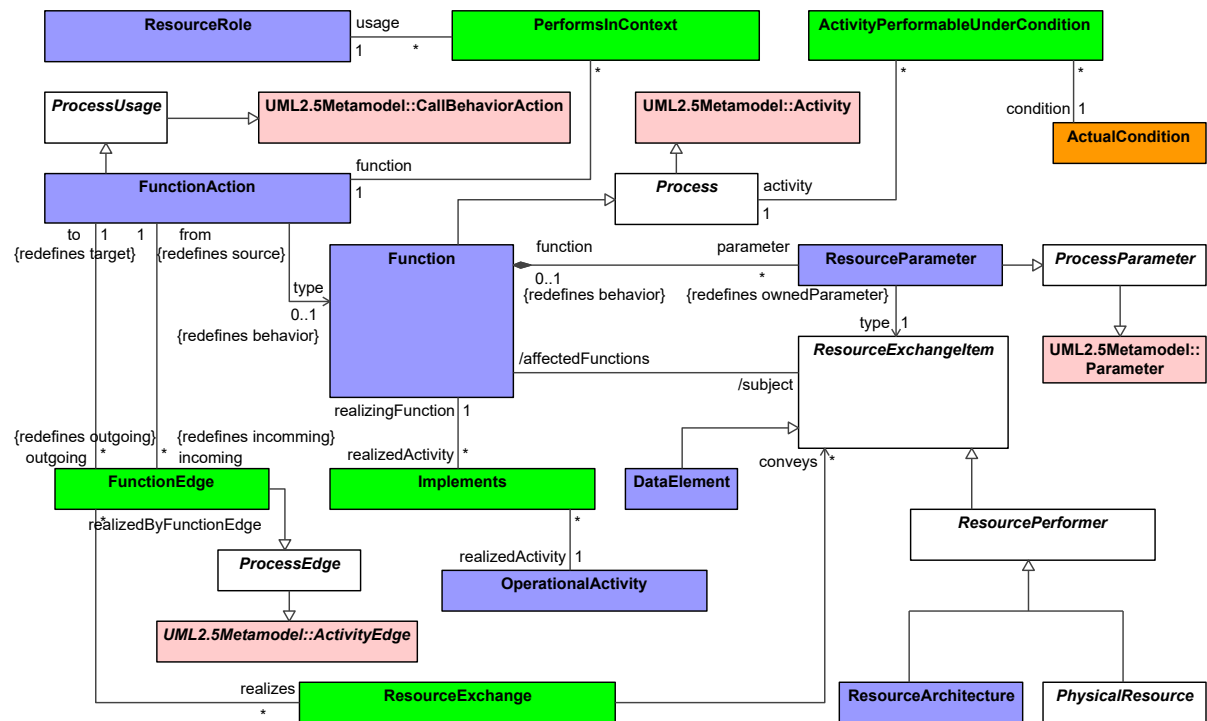 ResourceRole
usage
1
*
PerformsInContext
*
ActivityPerformableUnderCondition
*
*
condition
1
ActualCondition
ProcessUsage
UML2.5Metamodel::CallBehaviorAction
UML2.5Metamodel::Activity
function
1
FunctionAction
Process
activity
1
to
1
{redefines target}
1
from
{redefines source}
type
0..1
{redefines behavior}
Function
function
0..1
{redefines behavior}
parameter
*
{redefines ownedParameter}
ResourceParameter
ProcessParameter
type
1
UML2.5Metamodel::
Parameter
ResourceExchangeItem
/affectedFunctions
/subject
realizingFunction
1
{redefines outgoing}
outgoing
*
{redefines incomming}
*
incoming
realizedActivity
*
conveys
*
FunctionEdge
Implements
DataElement
*
realizedByFunctionEdge
*
ResourcePerformer
ProcessEdge
realizedActivity
1
OperationalActivity
UML2.5Metamodel::ActivityEdge
realizes
*
ResourceExchange
ResourceArchitecture
PhysicalResource